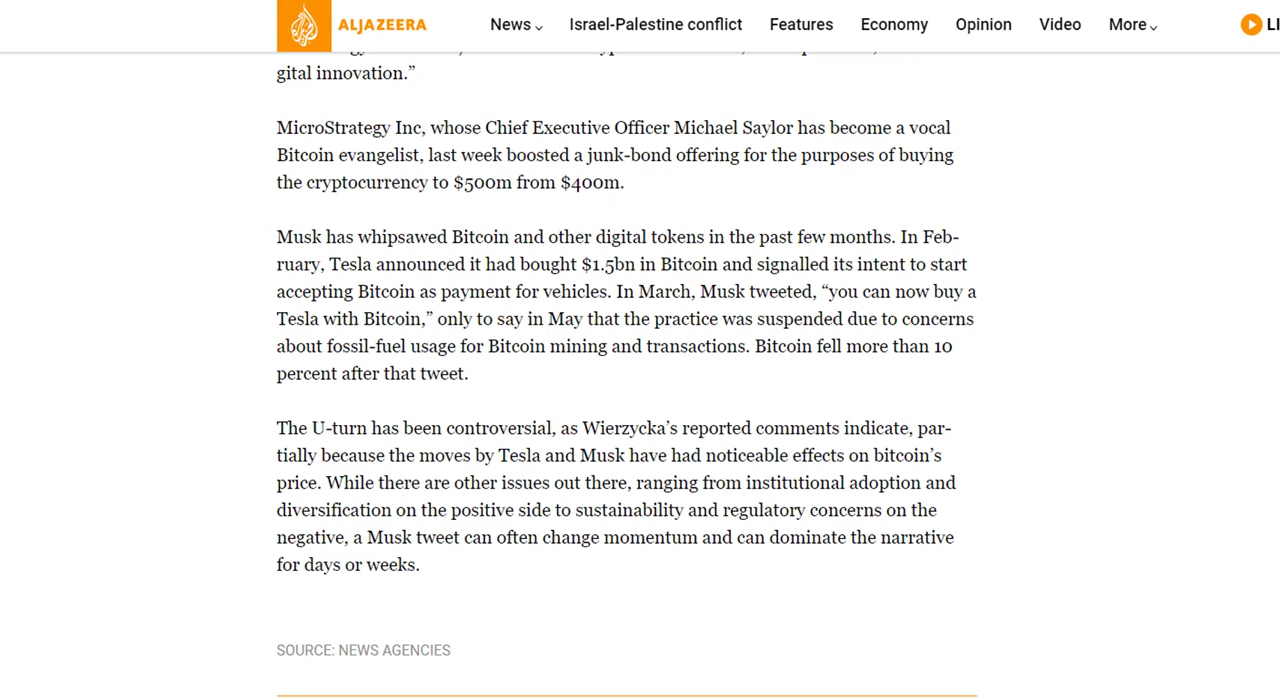 ALJAZEERA
News
Israel-Palestine conflict
Features
Economy
Opinion
Video
More
LI
gital innovation.”
MicroStrategy Inc, whose Chief Executive Officer Michael Saylor has become a vocal
Bitcoin evangelist, last week boosted a junk-bond offering for the purposes of buying
the cryptocurrency to $500m from $400m.
Musk has whipsawed Bitcoin and other digital tokens in the past few months. In Feb-
ruary, Tesla announced it had bought $1.5bn in Bitcoin and signalled its intent to start
accepting Bitcoin as payment for vehicles. In March, Musk tweeted, “you can now buy a
Tesla with Bitcoin,” only to say in May that the practice was suspended due to concerns
about fossil-fuel usage for Bitcoin mining and transactions. Bitcoin fell more than 10
percent after that tweet.
The U-turn has been controversial, as Wierzycka’s reported comments indicate, par-
tially because the moves by Tesla and Musk have had noticeable effects on bitcoin’s
price. While there are other issues out there, ranging from institutional adoption and
diversification on the positive side to sustainability and regulatory concerns on the
negative, a Musk tweet can often change momentum and can dominate the narrative
for days or weeks.
SOURCE: NEWS AGENCIES